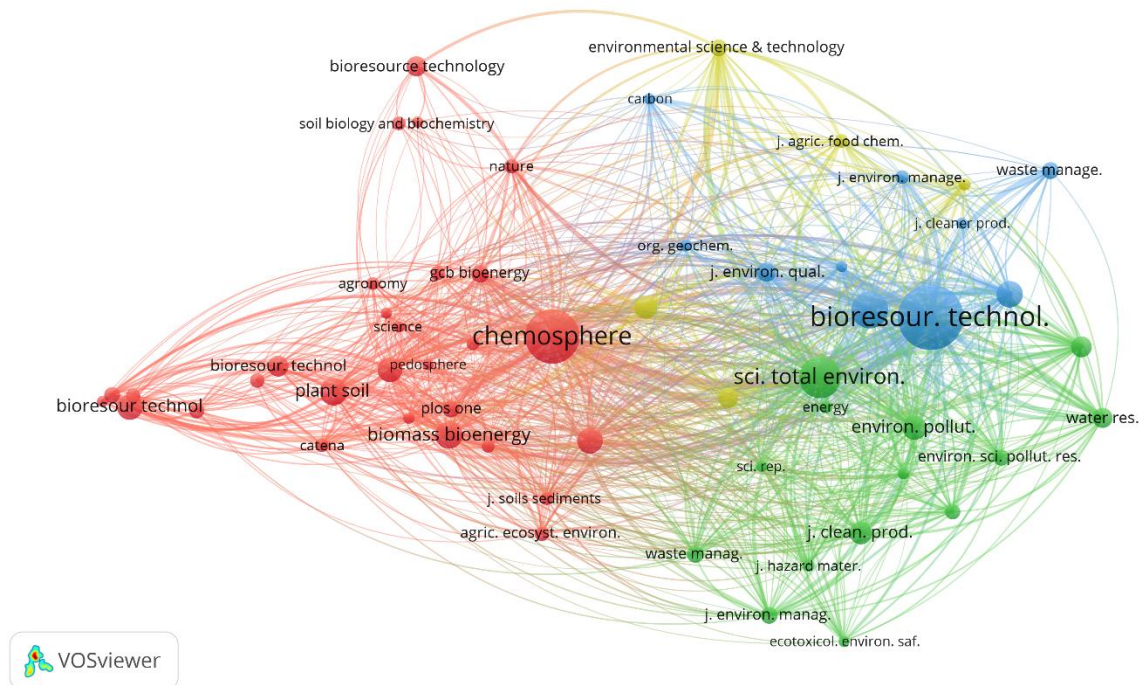 environmental science & technology
bioresource technology
carbon
soil biology and biochemistry
j. agric. food chem.
nature
waste manage.
j. environ. manage.
j. cleaner prod.
org. geochem.
gcb bioenergy
j. environ. qual.
agronomy
bioresour. technol.
science
chemosphere
pedosphere
bioresour. technol
sci. total environ.
plant soil
bioresour technol
plos one
energy
water res.
environ. pollut.
biomass bioenergy
catena
environ. sci. pollut. res.
sci. rep.
j. soils sediments
agric. ecosyst. environ.
j. clean. prod.
waste manag.
j. hazard mater.
j. environ. manag.
ecotoxicol. environ. saf.
VOSviewer